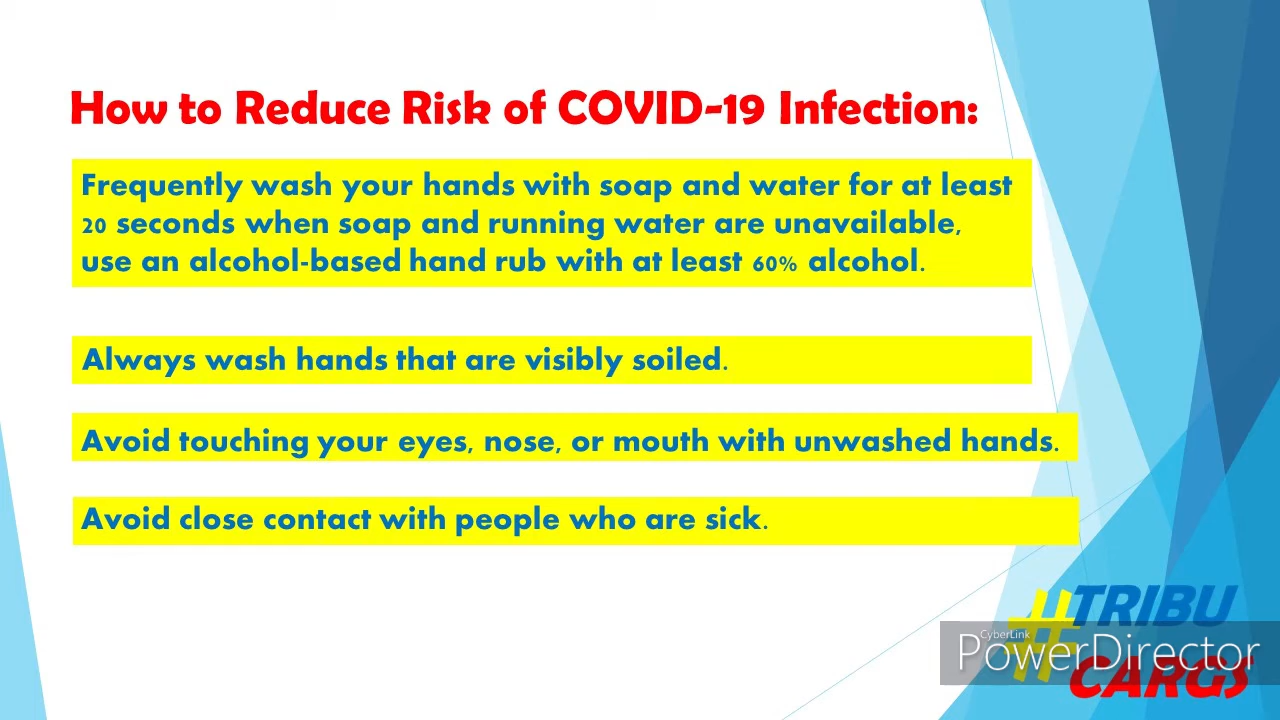 How to Reduce Risk of COVID-19 Infection:
Frequently wash your hands with soap and water for at least
20 seconds when soap and running water are unavailable,
use an alcohol-based hand rub with at least 60% alcohol.
Always wash hands that are visibly soiled.
Avoid touching your eyes, nose, or mouth with unwashed hands.
Avoid close contact with people who are sick.
#TRIBU
CyberLink
PowerDirector
CARGS